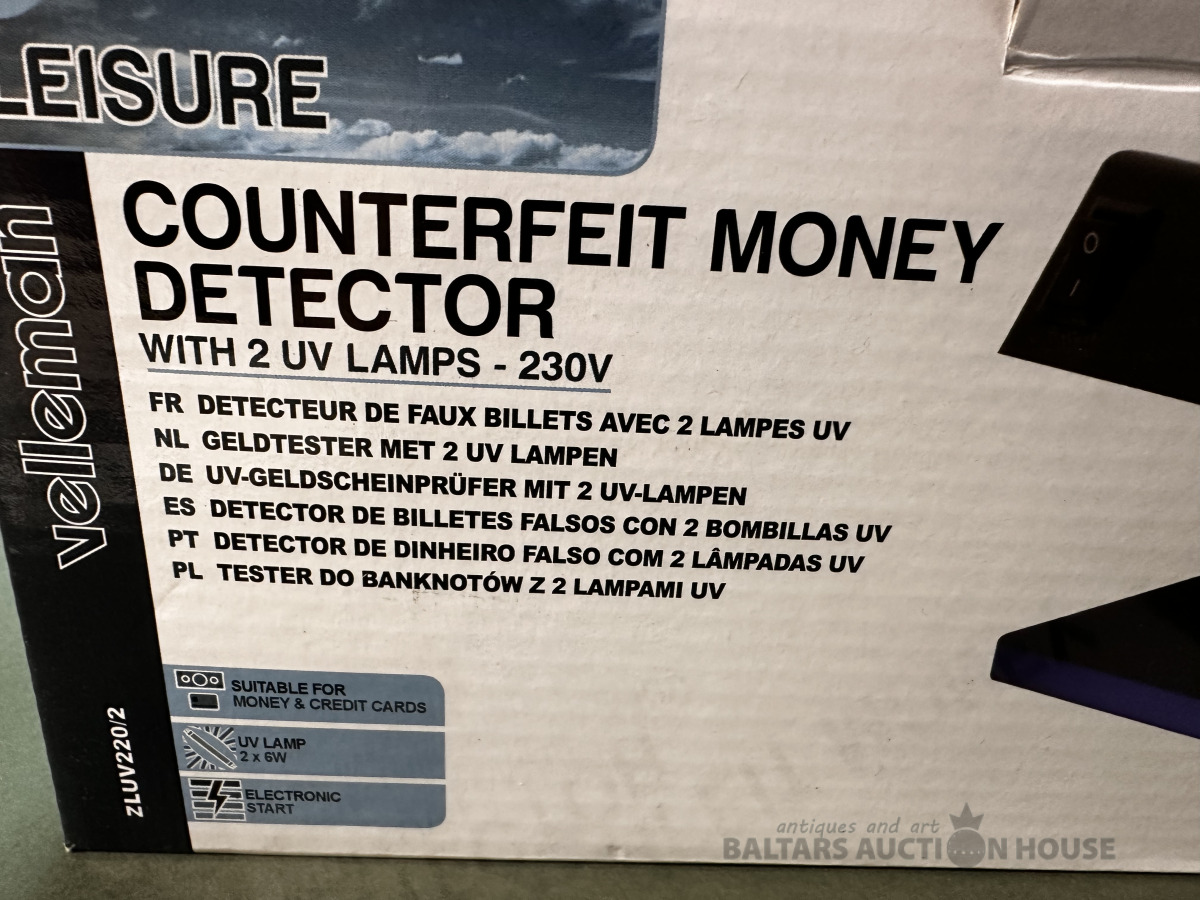 LEISURE
velleman
COUNTERFEIT MONEY
DETECTOR
WITH 2 UV LAMPS - 230V
FR DETECTEUR DE FAUX BILLETS AVEC 2 LAMPES UV
NL GELDTESTER MET 2 UV LAMPEN
DE UV-GELDSCHEINPRÜFER MIT 2 UV-LAMPEN
ES DETECTOR DE BILLETES FALSOS CON 2 BOMBILLAS UV
PT DETECTOR DE DINHEIRO FALSO COM 2 LÂMPADAS UV
PL TESTER DO BANKNOTÓW Z 2 LAMPAMI UV
ZLUV220/2
SUITABLE FOR
MONEY & CREDIT CARDS
UV LAMP
2 x 6W
ELECTRONIC
START
antiques and art
BALTARS AUCTION HOUSE